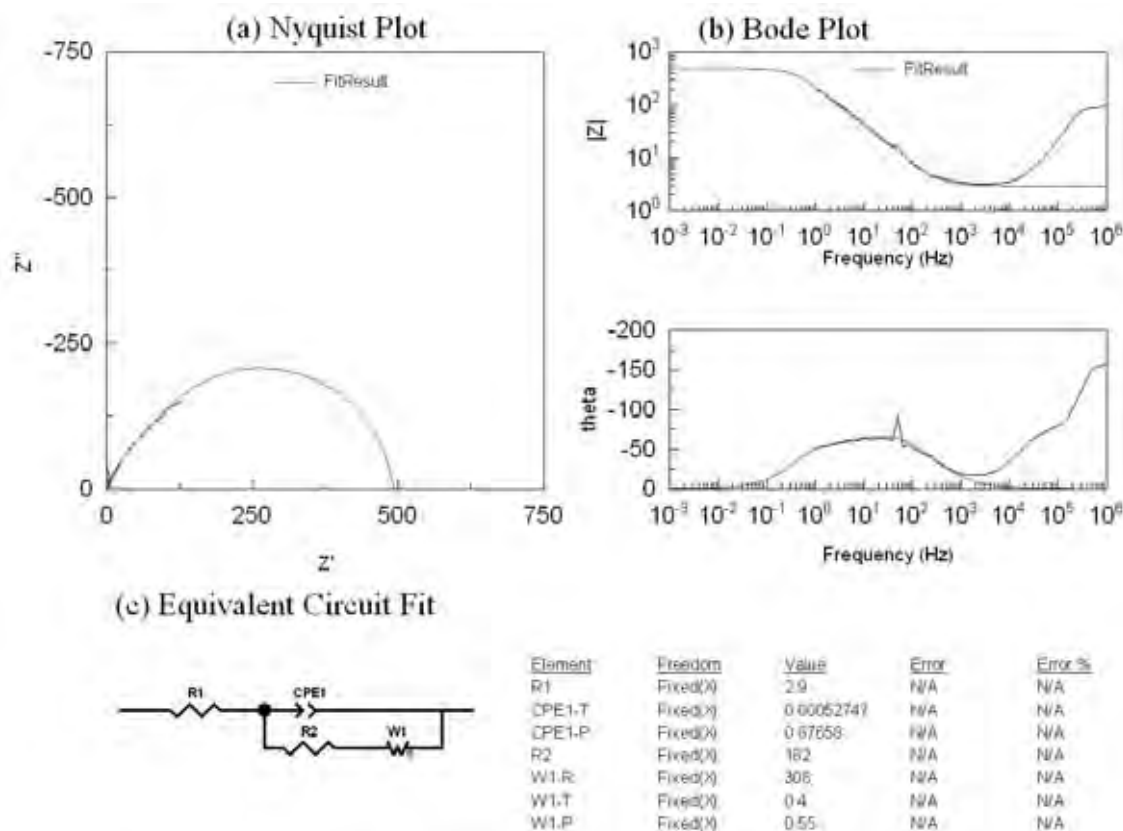 (a) Nyquist Plot
-750
-500
-250
0
Z''
FitResult
0 250 500 750
Z'
(b) Bode Plot
10³
10²
10¹
10⁰
|Z|
FitResult
10⁻³ 10⁻² 10⁻¹ 10⁰ 10¹ 10² 10³ 10⁴ 10⁵ 10⁶
Frequency (Hz)
-200
-150
-100
-50
0
theta
10⁻³ 10⁻² 10⁻¹ 10⁰ 10¹ 10² 10³ 10⁴ 10⁵ 10⁶
Frequency (Hz)
(c) Equivalent Circuit Fit
R1 CPE1
R2 W1
Element Freedom Value Error Error %
R1 Fixed(X) 2.9 N/A N/A
CPE1-T Fixed(X) 0.00052747 N/A N/A
CPE1-P Fixed(X) 0.87658 N/A N/A
R2 Fixed(X) 182 N/A N/A
W1-R Fixed(X) 308 N/A N/A
W1-T Fixed(X) 0.4 N/A N/A
W1-P Fixed(X) 0.55 N/A N/A